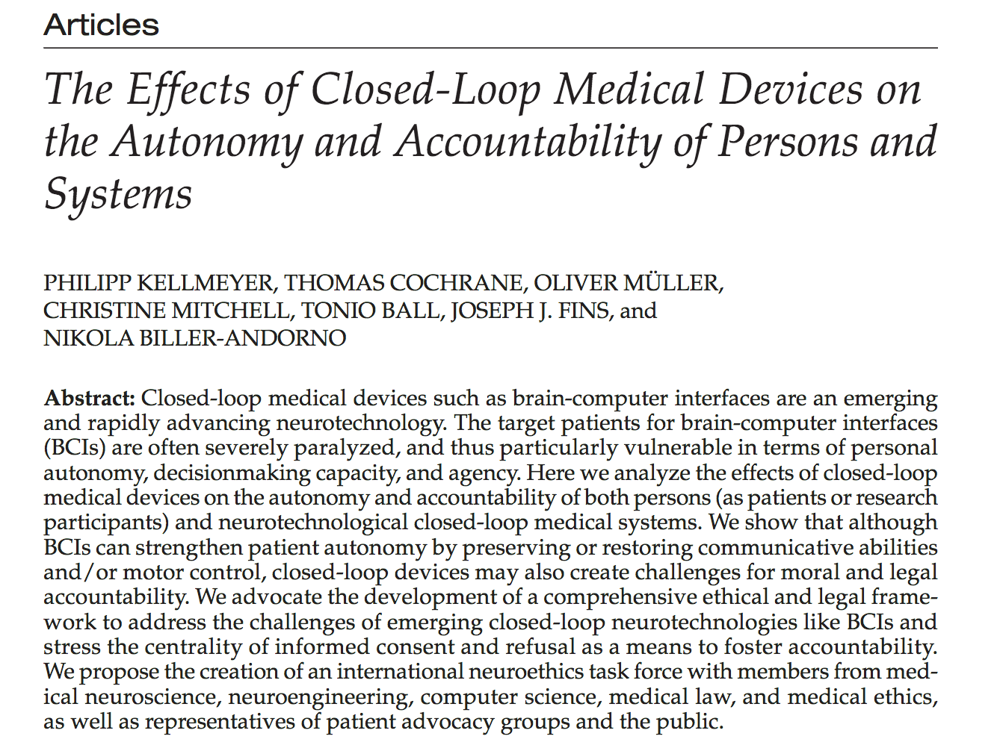 Articles
The Effects of Closed-Loop Medical Devices on
the Autonomy and Accountability of Persons and
Systems
PHILIPP KELLMEYER, THOMAS COCHRANE, OLIVER MÜLLER,
CHRISTINE MITCHELL, TONIO BALL, JOSEPH J. FINS, and
NIKOLA BILLER-ANDORNO
Abstract: Closed-loop medical devices such as brain-computer interfaces are an emerging
and rapidly advancing neurotechnology. The target patients for brain-computer interfaces
(BCIs) are often severely paralyzed, and thus particularly vulnerable in terms of personal
autonomy, decisionmaking capacity, and agency. Here we analyze the effects of closed-loop
medical devices on the autonomy and accountability of both persons (as patients or research
participants) and neurotechnological closed-loop medical systems. We show that although
BCIs can strengthen patient autonomy by preserving or restoring communicative abilities
and/or motor control, closed-loop devices may also create challenges for moral and legal
accountability. We advocate the development of a comprehensive ethical and legal frame-
work to address the challenges of emerging closed-loop neurotechnologies like BCIs and
stress the centrality of informed consent and refusal as a means to foster accountability.
We propose the creation of an international neuroethics task force with members from med-
ical neuroscience, neuroengineering, computer science, medical law, and medical ethics,
as well as representatives of patient advocacy groups and the public.